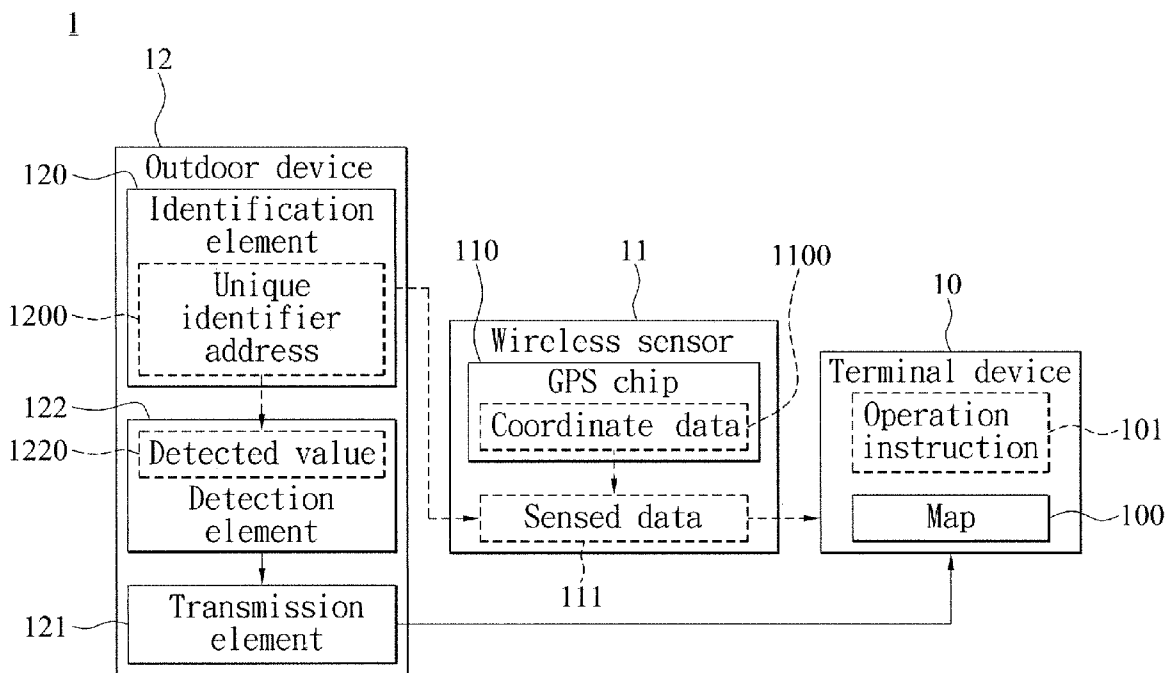 1
12
Outdoor device
120
Identification
element
Unique
identifier
address
1200
122
1220
Detected value
Detection
element
Transmission
element
121
110
11
1100
Wireless sensor
GPS chip
Coordinate data
Sensed data
111
10
Terminal device
Operation
instruction
101
Map
100